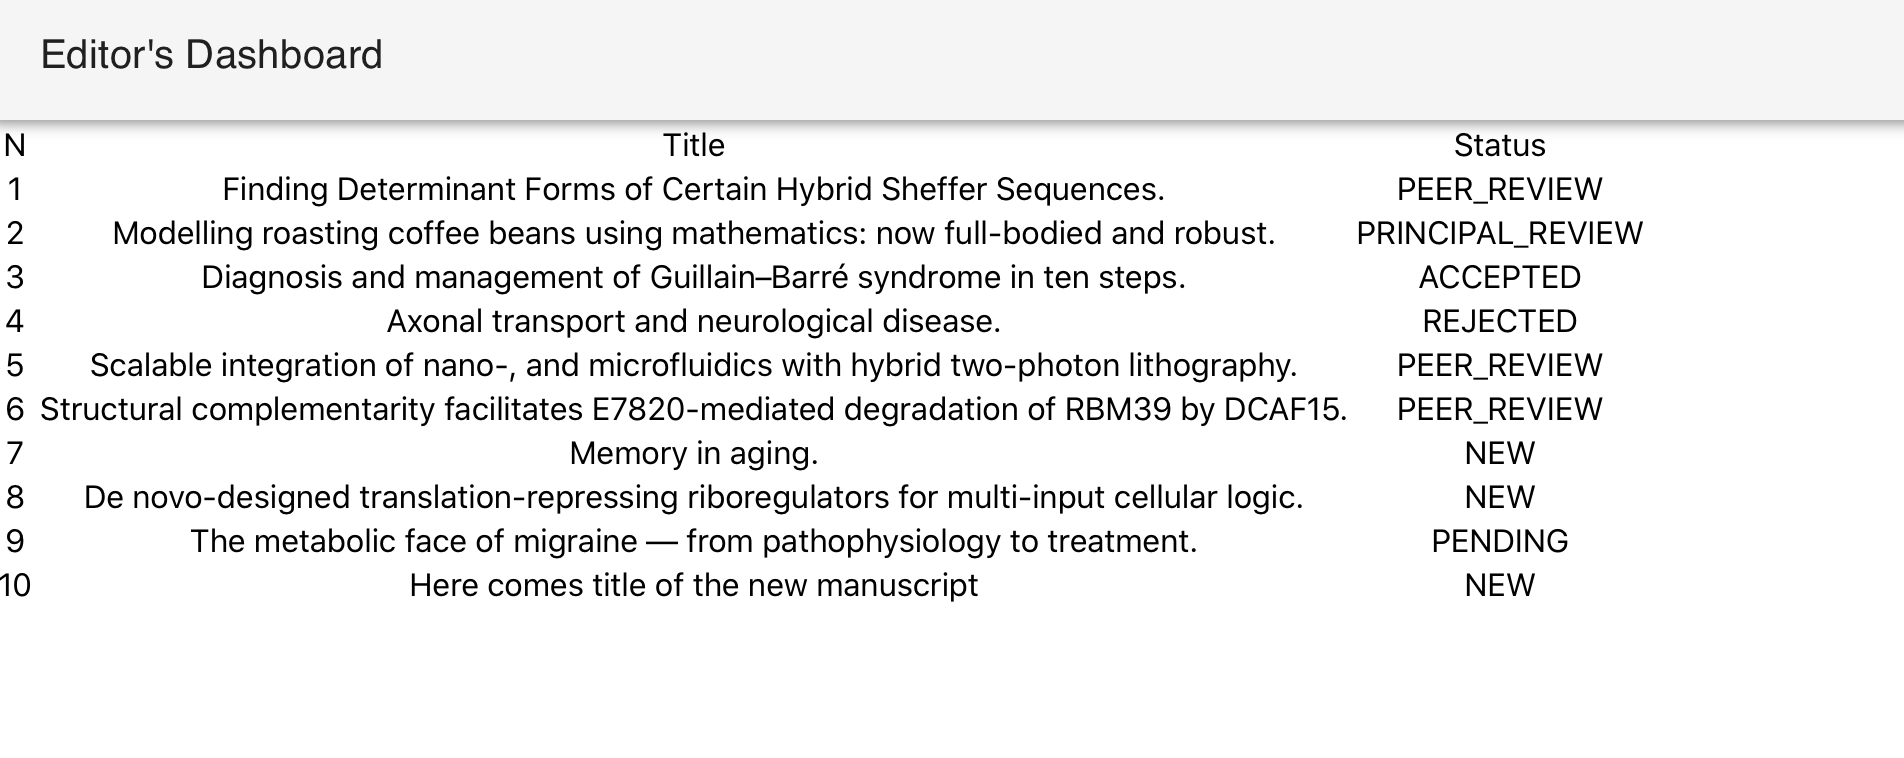 Editor's Dashboard
N Title Status
1 Finding Determinant Forms of Certain Hybrid Sheffer Sequences. PEER_REVIEW
2 Modelling roasting coffee beans using mathematics: now full-bodied and robust. PRINCIPAL_REVIEW
3 Diagnosis and management of Guillain–Barré syndrome in ten steps. ACCEPTED
4 Axonal transport and neurological disease. REJECTED
5 Scalable integration of nano-, and microfluidics with hybrid two-photon lithography. PEER_REVIEW
6 Structural complementarity facilitates E7820-mediated degradation of RBM39 by DCAF15. PEER_REVIEW
7 Memory in aging. NEW
8 De novo-designed translation-repressing riboregulators for multi-input cellular logic. NEW
9 The metabolic face of migraine — from pathophysiology to treatment. PENDING
10 Here comes title of the new manuscript NEW